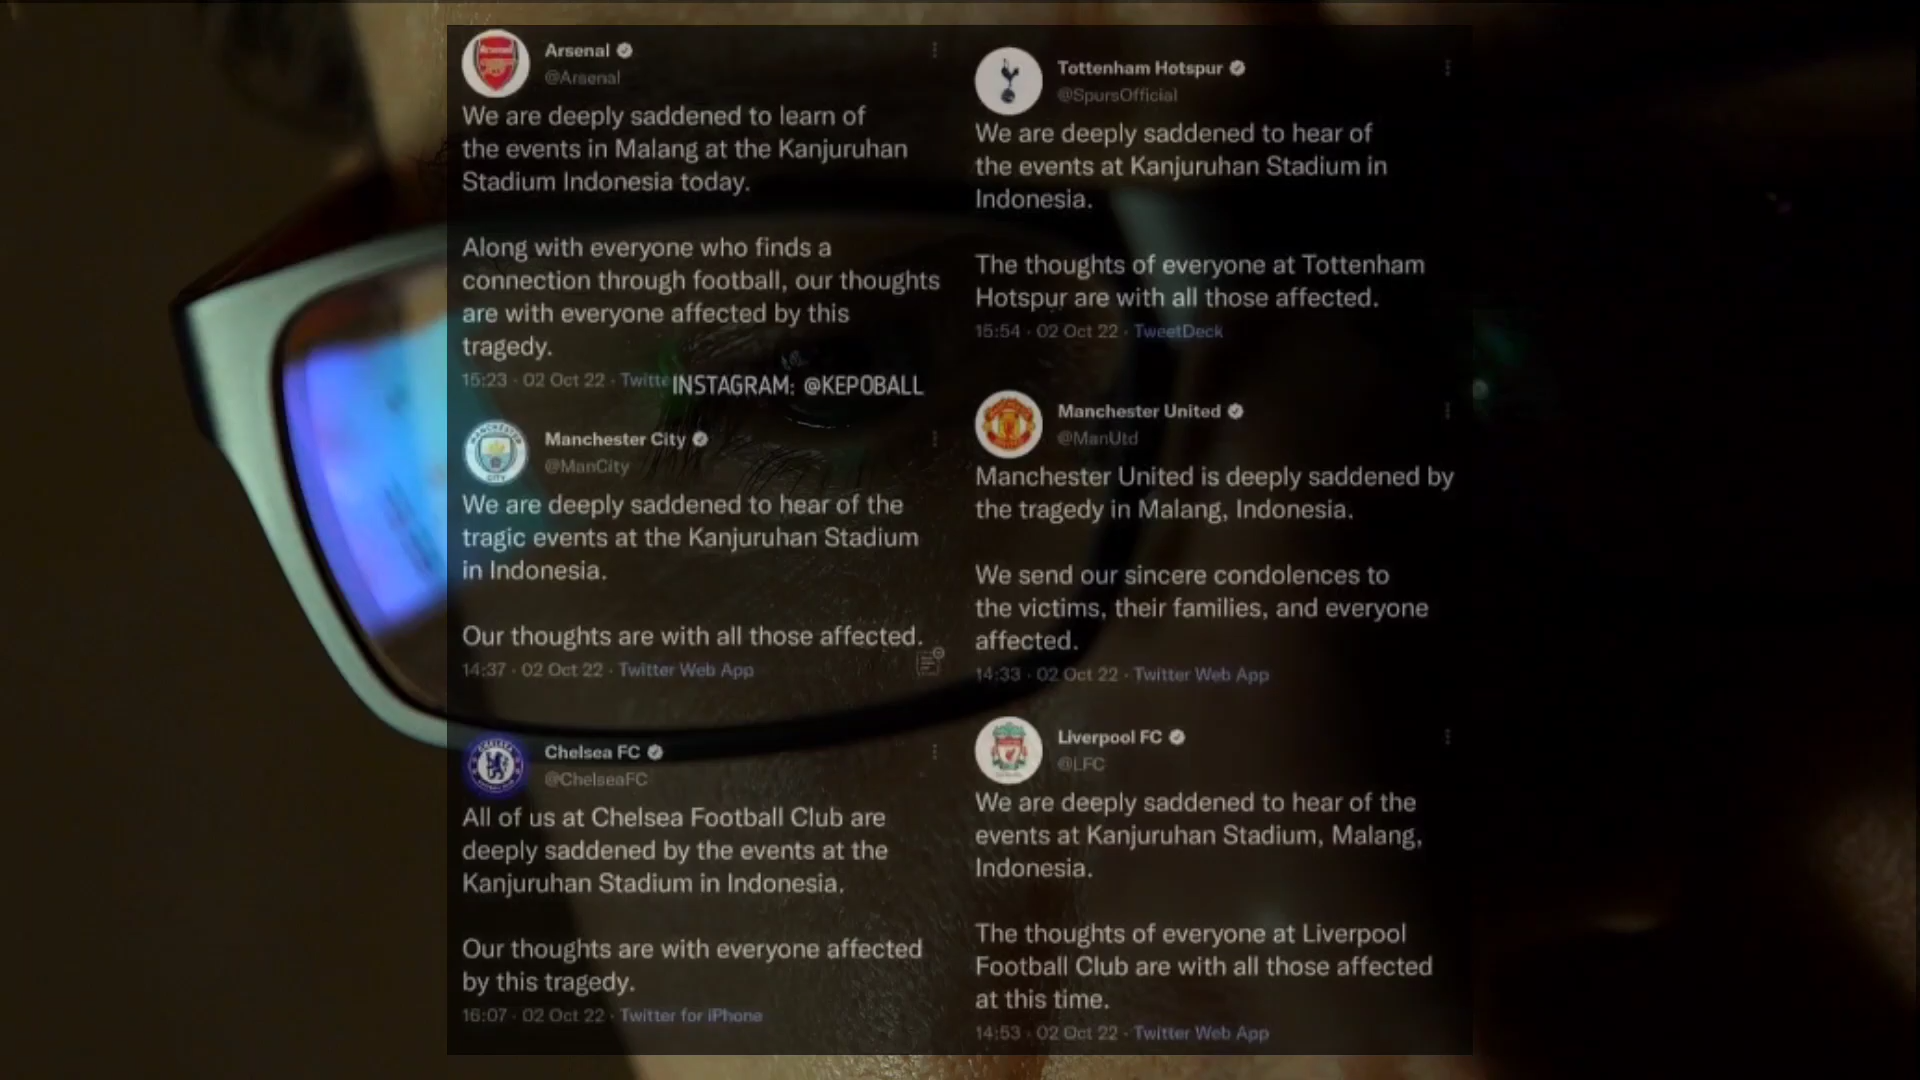 Arsenal
@Arsenal
We are deeply saddened to learn of
the events in Malang at the Kanjuruhan
Stadium Indonesia today.
Along with everyone who finds a
connection through football, our thoughts
are with everyone affected by this
tragedy.
15:23 · 02 Oct 22 · Twitte
INSTAGRAM: @KEPOBALL
Manchester City
@ManCity
We are deeply saddened to hear of the
tragic events at the Kanjuruhan Stadium
in Indonesia.
Our thoughts are with all those affected.
14:37 · 02 Oct 22 · Twitter Web App
Chelsea FC
@ChelseaFC
All of us at Chelsea Football Club are
deeply saddened by the events at the
Kanjuruhan Stadium in Indonesia.
Our thoughts are with everyone affected
by this tragedy.
16:07 · 02 Oct 22 · Twitter for iPhone
Tottenham Hotspur
@SpursOfficial
We are deeply saddened to hear of
the events at Kanjuruhan Stadium in
Indonesia.
The thoughts of everyone at Tottenham
Hotspur are with all those affected.
15:54 · 02 Oct 22 · TweetDeck
Manchester United
@ManUtd
Manchester United is deeply saddened by
the tragedy in Malang, Indonesia.
We send our sincere condolences to
the victims, their families, and everyone
affected.
14:33 · 02 Oct 22 · Twitter Web App
Liverpool FC
@LFC
We are deeply saddened to hear of the
events at Kanjuruhan Stadium, Malang,
Indonesia.
The thoughts of everyone at Liverpool
Football Club are with all those affected
at this time.
14:53 · 02 Oct 22 · Twitter Web App